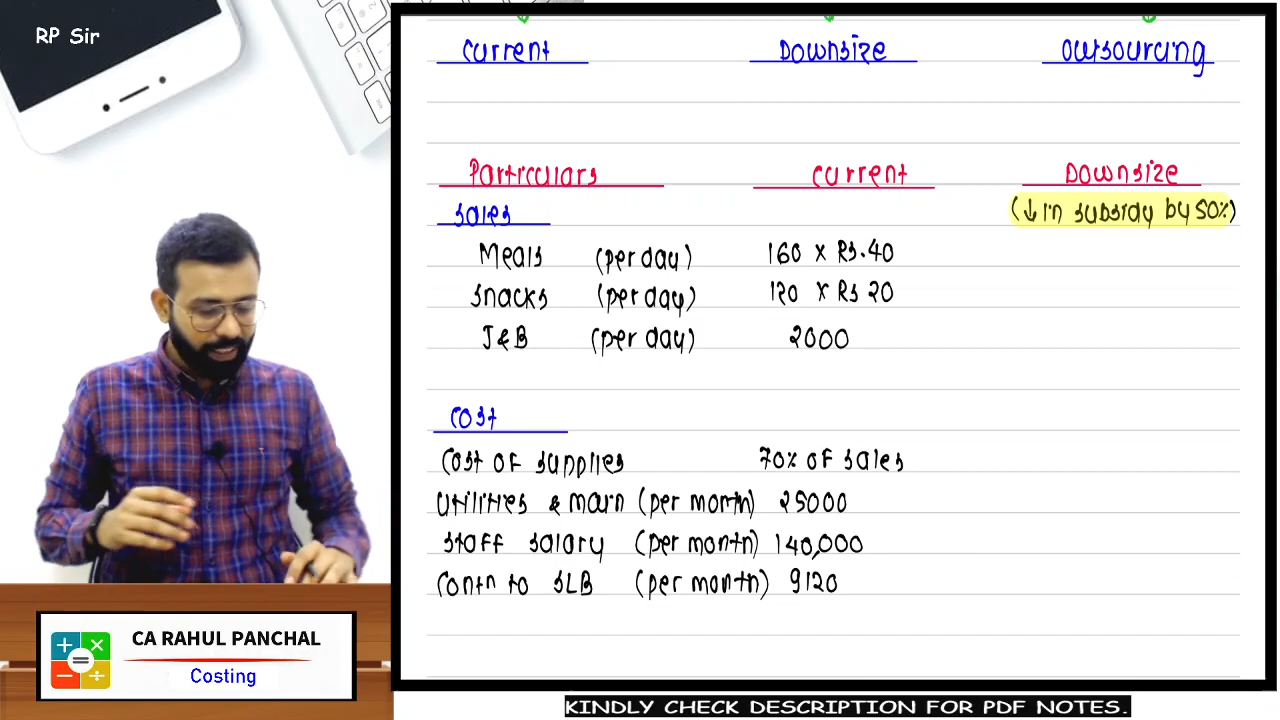 RP Sir
Current Downsize Outsourcing
Particulars Current Downsize
Sales (↓ in subsidy by 50%)
Meals (per day) 160 × Rs.40
Snacks (per day) 120 × Rs 20
J&B (per day) 2000
Cost
Cost of supplies 70% of sales
Utilities & main (per month) 25000
Staff salary (per month) 140,000
Contn to SLB (per month) 9120
CA RAHUL PANCHAL
Costing
KINDLY CHECK DESCRIPTION FOR PDF NOTES.